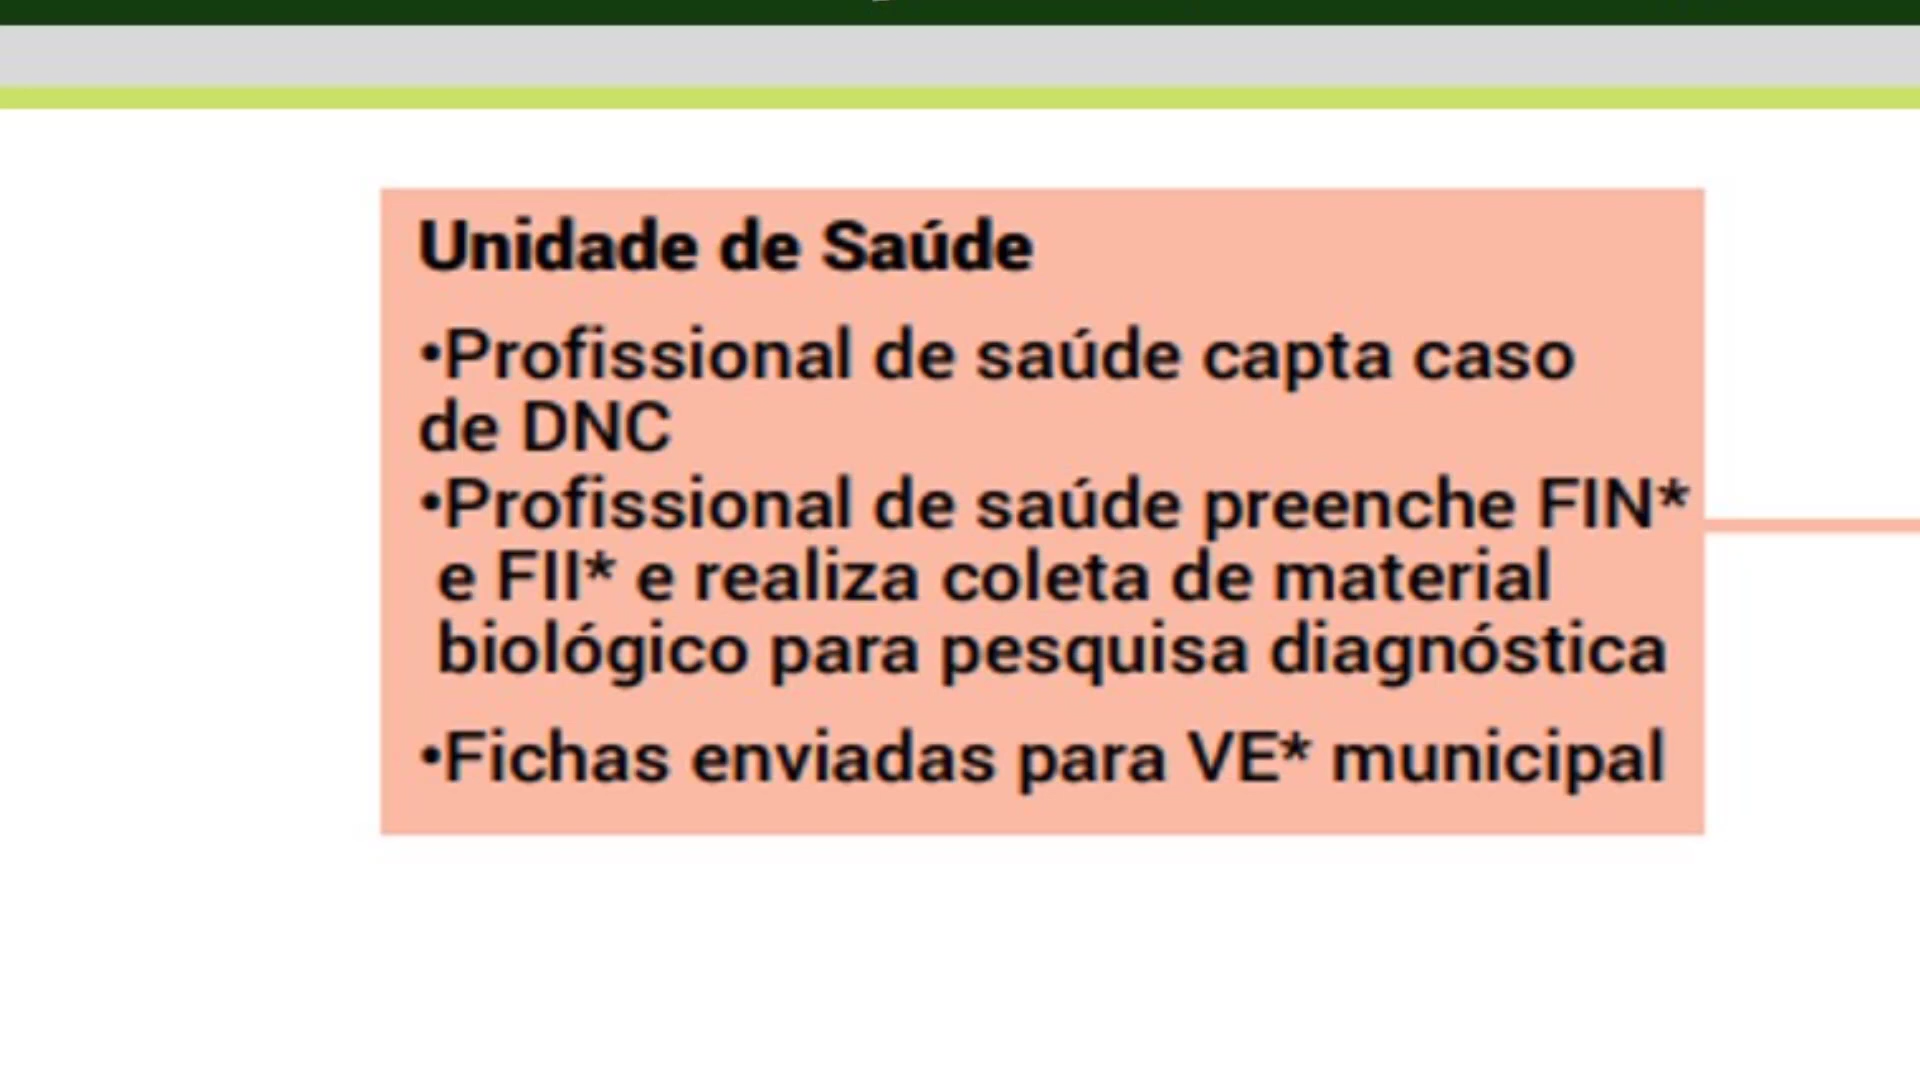 Unidade de Saúde
•Profissional de saúde capta caso
de DNC
•Profissional de saúde preenche FIN*
e FII* e realiza coleta de material
biológico para pesquisa diagnóstica
•Fichas enviadas para VE* municipal